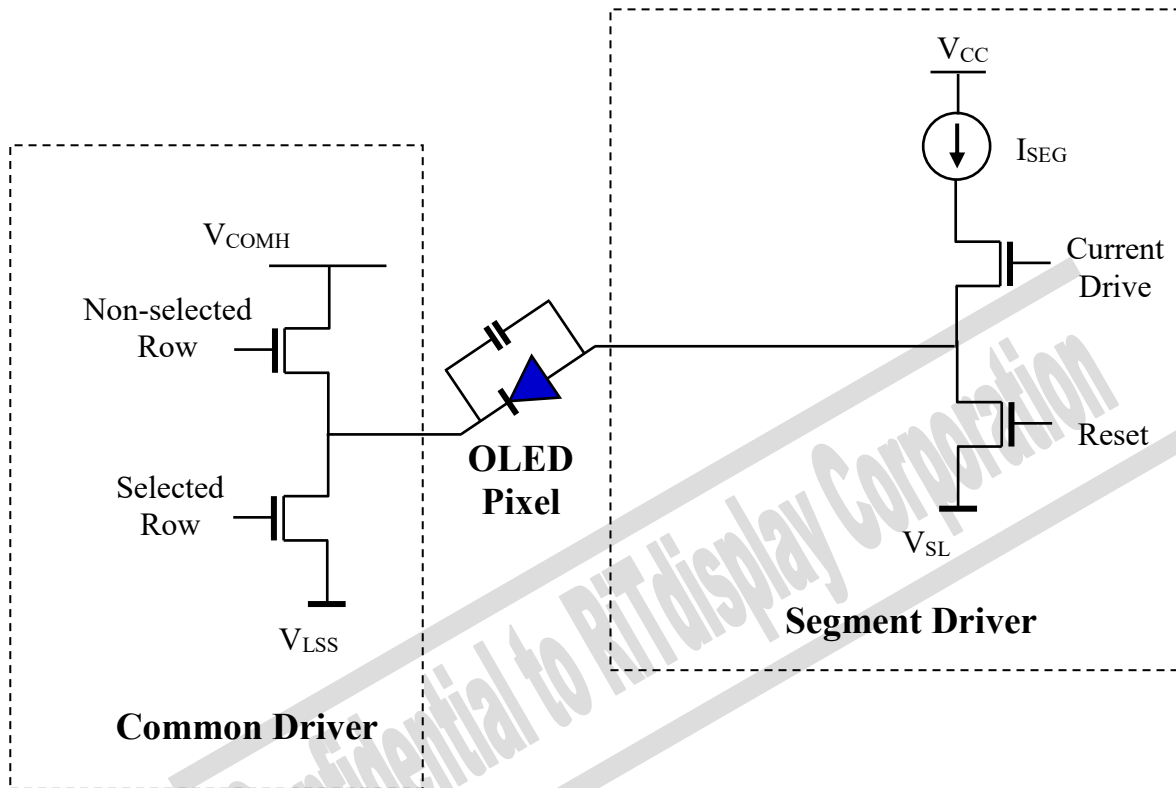 V_CC
I_SEG
V_COMH
Non-selected
Row
Current
Drive
OLED
Pixel
Selected
Row
Reset
V_SL
V_LSS
Segment Driver
Common Driver
Confidential to RiTdisplay Corporation